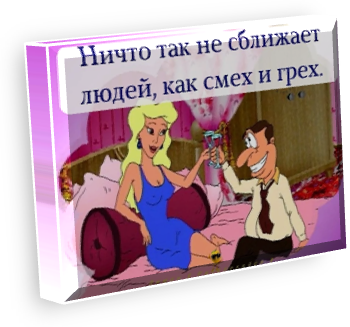 Ничто так не сближает
людей, как смех и грех.